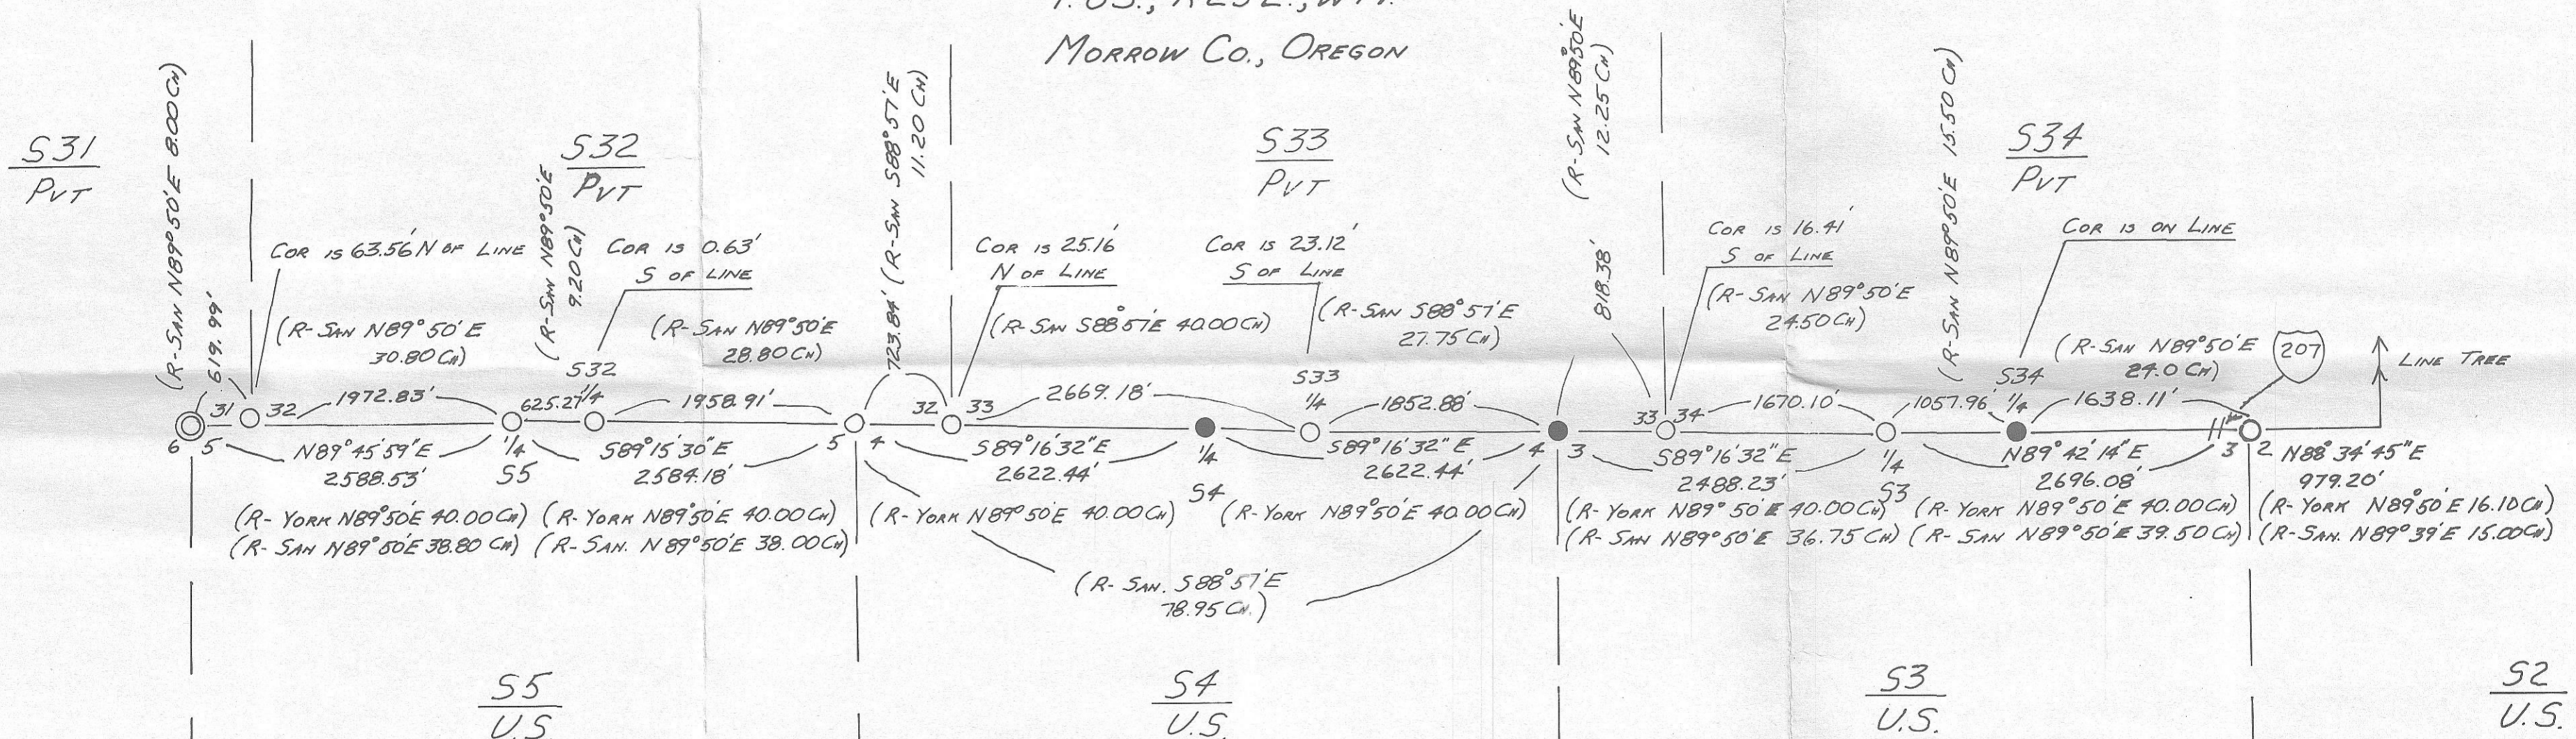 Morrow Co., Oregon
S31
Pvt
S32
Pvt
S33
Pvt
S34
Pvt
(R-San N89°50'E 8.00Ch)
619.99'
Cor is 63.56' N of Line
(R-San N89°50'E
30.80 Ch)
(R-San N89°50'E
9.20 Ch)
Cor is 0.63'
S of Line
(R-San N89°50'E
28.80 Ch)
S32
1/4
723.84' (R-San S88°57'E
11.20 Ch)
Cor is 25.16'
N of Line
(R-San S88°57'E 40.00 Ch)
Cor is 23.12'
S of Line
(R-San S88°57'E
27.75 Ch)
S33
1/4
(R-San N89°50'E
12.25 Ch)
818.38'
Cor is 16.41'
S of Line
(R-San N89°50'E
24.50 Ch)
(R-San N89°50'E 15.50 Ch)
Cor is on Line
(R-San N89°50'E
24.0 Ch)
S34
1/4
207
Line Tree
31 32 1972.83' 625.27' 1958.91' 32 33 2669.18' 1852.88' 33 34 1670.10' 1057.96' 1638.11'
6 5 N89°45'59"E
2588.53'
1/4
S5
S89°15'30"E
2584.18'
5 4 S89°16'32"E
2622.44'
1/4
S4
S89°16'32"E
2622.44'
4 3 S89°16'32"E
2488.23'
1/4
S3
N89°42'14"E
2696.08'
3 2 N88°34'45"E
979.20'
(R-York N89°50'E 40.00 Ch) (R-York N89°50'E 40.00 Ch) (R-York N89°50'E 40.00 Ch) (R-York N89°50'E 40.00 Ch) (R-York N89°50'E 40.00 Ch) (R-York N89°50'E 40.00 Ch) (R-York N89°50'E 16.10 Ch)
(R-San N89°50'E 38.80 Ch) (R-San. N89°50'E 38.00 Ch) (R-San N89°50'E 36.75 Ch) (R-San N89°50'E 39.50 Ch) (R-San. N89°39'E 15.00 Ch)
(R-San. S88°57'E
78.95 Ch.)
S5
U.S
S4
U.S.
S3
U.S.
S2
U.S.